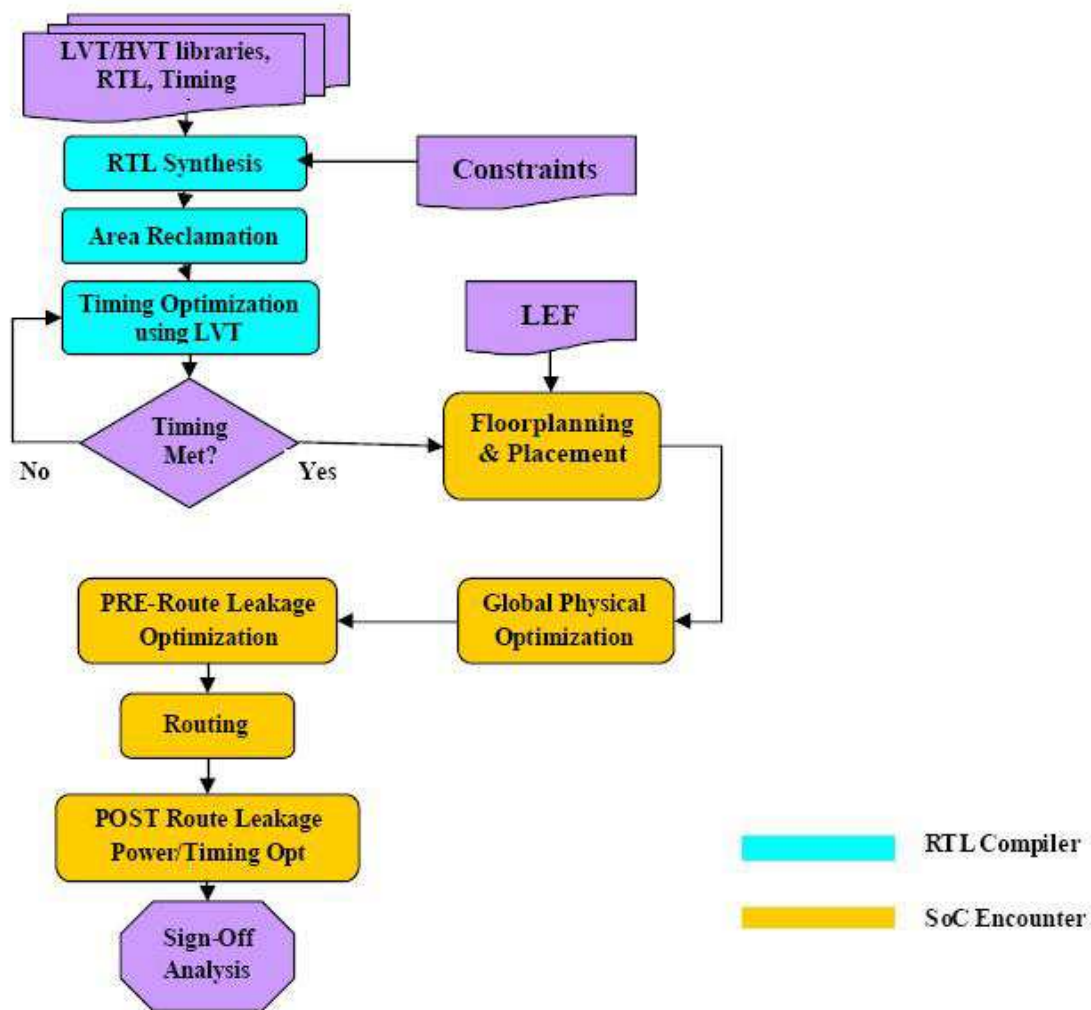 LVT/HVT libraries,
RTL, Timing
RTL Synthesis
Constraints
Area Reclamation
Timing Optimization
using LVT
LEF
Timing
Met?
No
Yes
Floorplanning
& Placement
PRE-Route Leakage
Optimization
Global Physical
Optimization
Routing
POST Route Leakage
Power/Timing Opt
Sign-Off
Analysis
RTL Compiler
SoC Encounter